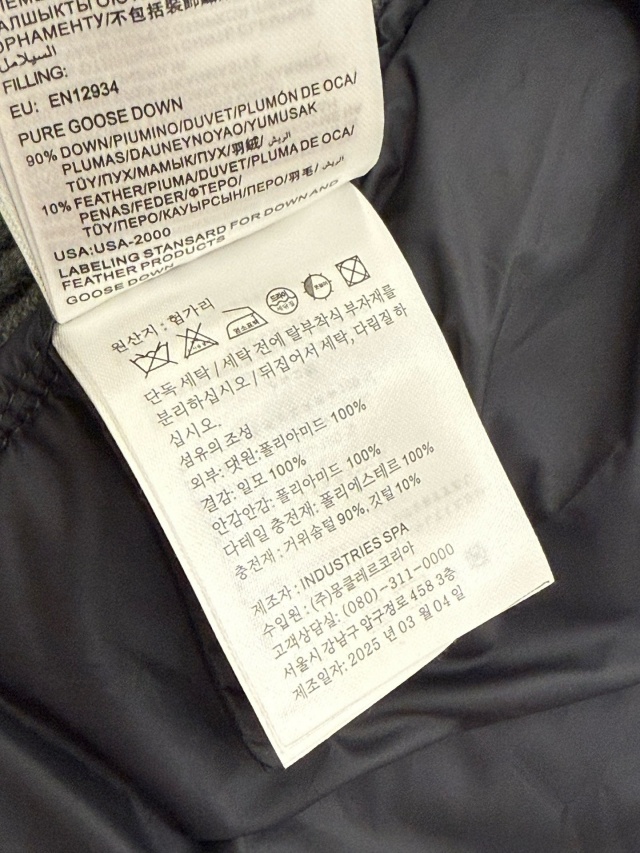 ОРНАМЕНТУ/不包括裝飾
FILLING:
EU: EN12934
PURE GOOSE DOWN
90% DOWN/PIUMINO/DUVET/PLUMÓN DE OCA/
PLUMAS/DAUNEYNOYAO/YUMUSAK
TÜY/ПУХ/МАМЫК/ПУХ/羽絨/الريش
10% FEATHER/PIUMA/DUVET/PLUMA DE OCA/
PENAS/FEDER/ΦΤΕΡΟ/
TÜY/ПЕРО/КАУЫРСЫН/ПЕРО/羽毛/الريش
USA:USA-2000
LABELING STANSARD FOR DOWN AND
FEATHER PRODUCTS
GOOSE DOWN
원산지 : 헝가리
단독 세탁 / 세탁 전에 탈부착식 부자재를
분리하십시오 / 뒤집어서 세탁, 다림질 하
십시오.
섬유의 조성
외부: 댓원:폴리아미드 100%
결감: 일모 100%
안감안감: 폴리아미드 100%
다테일 충전재: 폴리에스테르 100%
충전재 : 거위솜털 90%, 깃털 10%
제조자 : INDUSTRIES SPA
수입원 : (주)몽클레르코리아
고객상담실: (080)-311-0000
서울시 강남구 압구정로 458 3층
제조일자: 2025 년 03 월 04 일